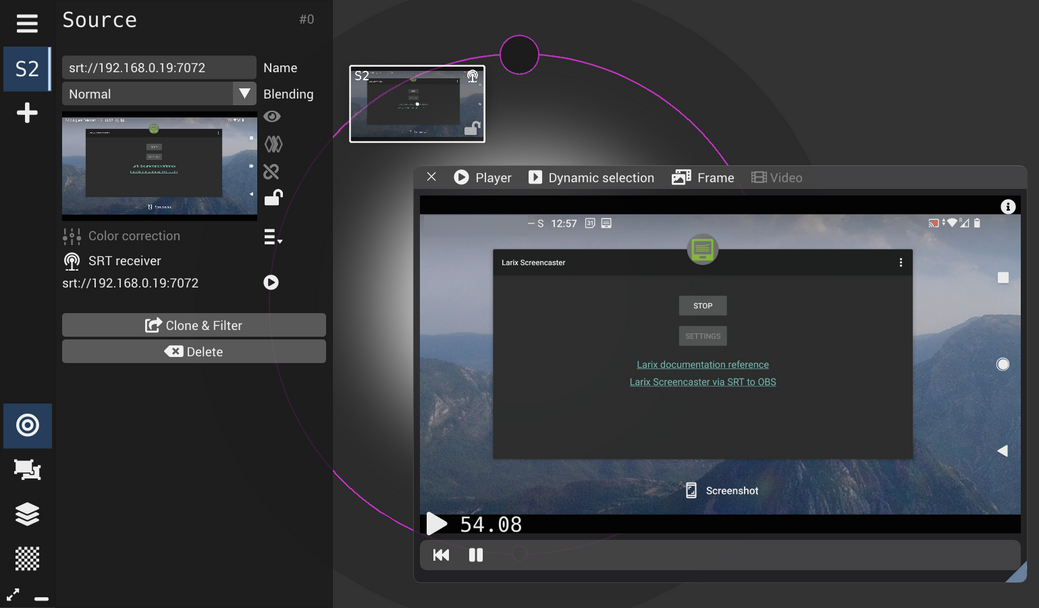 Source #0
S2
srt://192.168.0.19:7072 Name
Normal Blending
Color correction
SRT receiver
srt://192.168.0.19:7072
Clone & Filter
Delete
S2
Player Dynamic selection Frame Video
S 12:57 31
Larix Screencaster
STOP
SETTINGS
Larix documentation reference
Larix Screencaster via SRT to OBS
Screenshot
54.08